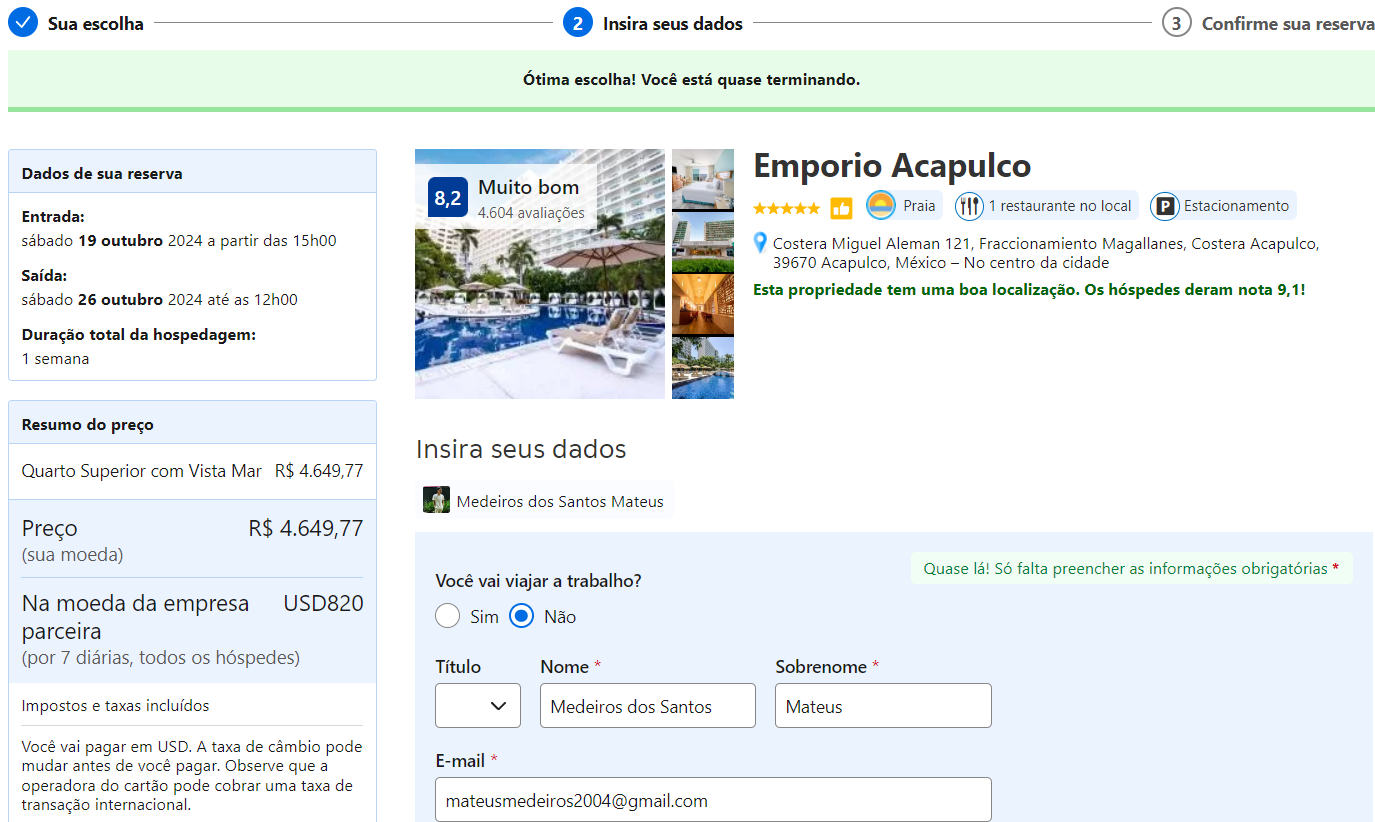 Sua escolha
2 Insira seus dados
3 Confirme sua reserva
Ótima escolha! Você está quase terminando.
Dados de sua reserva
Entrada:
sábado 19 outubro 2024 a partir das 15h00
Saída:
sábado 26 outubro 2024 até as 12h00
Duração total da hospedagem:
1 semana
Resumo do preço
Quarto Superior com Vista Mar R$ 4.649,77
Preço R$ 4.649,77
(sua moeda)
Na moeda da empresa USD820
parceira
(por 7 diárias, todos os hóspedes)
Impostos e taxas incluídos
Você vai pagar em USD. A taxa de câmbio pode
mudar antes de você pagar. Observe que a
operadora do cartão pode cobrar uma taxa de
transação internacional.
8,2 Muito bom
4.604 avaliações
Emporio Acapulco
Praia
1 restaurante no local
P Estacionamento
Costera Miguel Aleman 121, Fraccionamiento Magallanes, Costera Acapulco,
39670 Acapulco, México – No centro da cidade
Esta propriedade tem uma boa localização. Os hóspedes deram nota 9,1!
Insira seus dados
Medeiros dos Santos Mateus
Quase lá! Só falta preencher as informações obrigatórias *
Você vai viajar a trabalho?
Sim Não
Título Nome * Sobrenome *
Medeiros dos Santos Mateus
E-mail *
mateusmedeiros2004@gmail.com